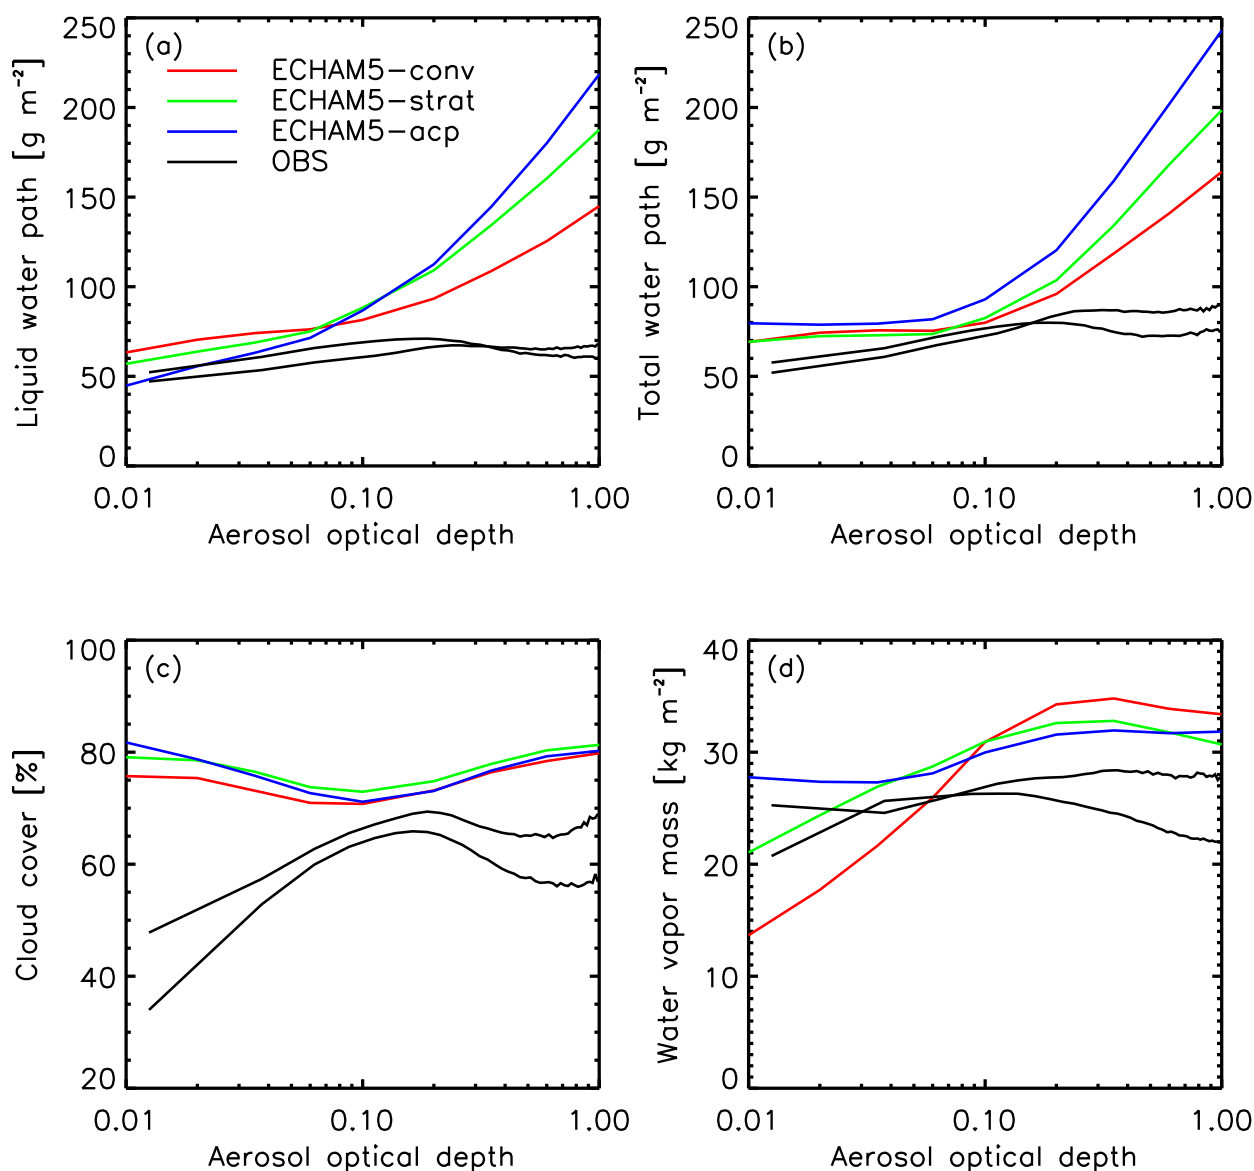 (a)
ECHAM5-conv
ECHAM5-strat
ECHAM5-acp
OBS
Liquid water path [g m⁻²]
250
200
150
100
50
0
0.01 0.10 1.00
Aerosol optical depth
(b)
Total water path [g m⁻²]
250
200
150
100
50
0
0.01 0.10 1.00
Aerosol optical depth
(c)
Cloud cover [%]
100
80
60
40
20
0.01 0.10 1.00
Aerosol optical depth
(d)
Water vapor mass [kg m⁻²]
40
30
20
10
0
0.01 0.10 1.00
Aerosol optical depth